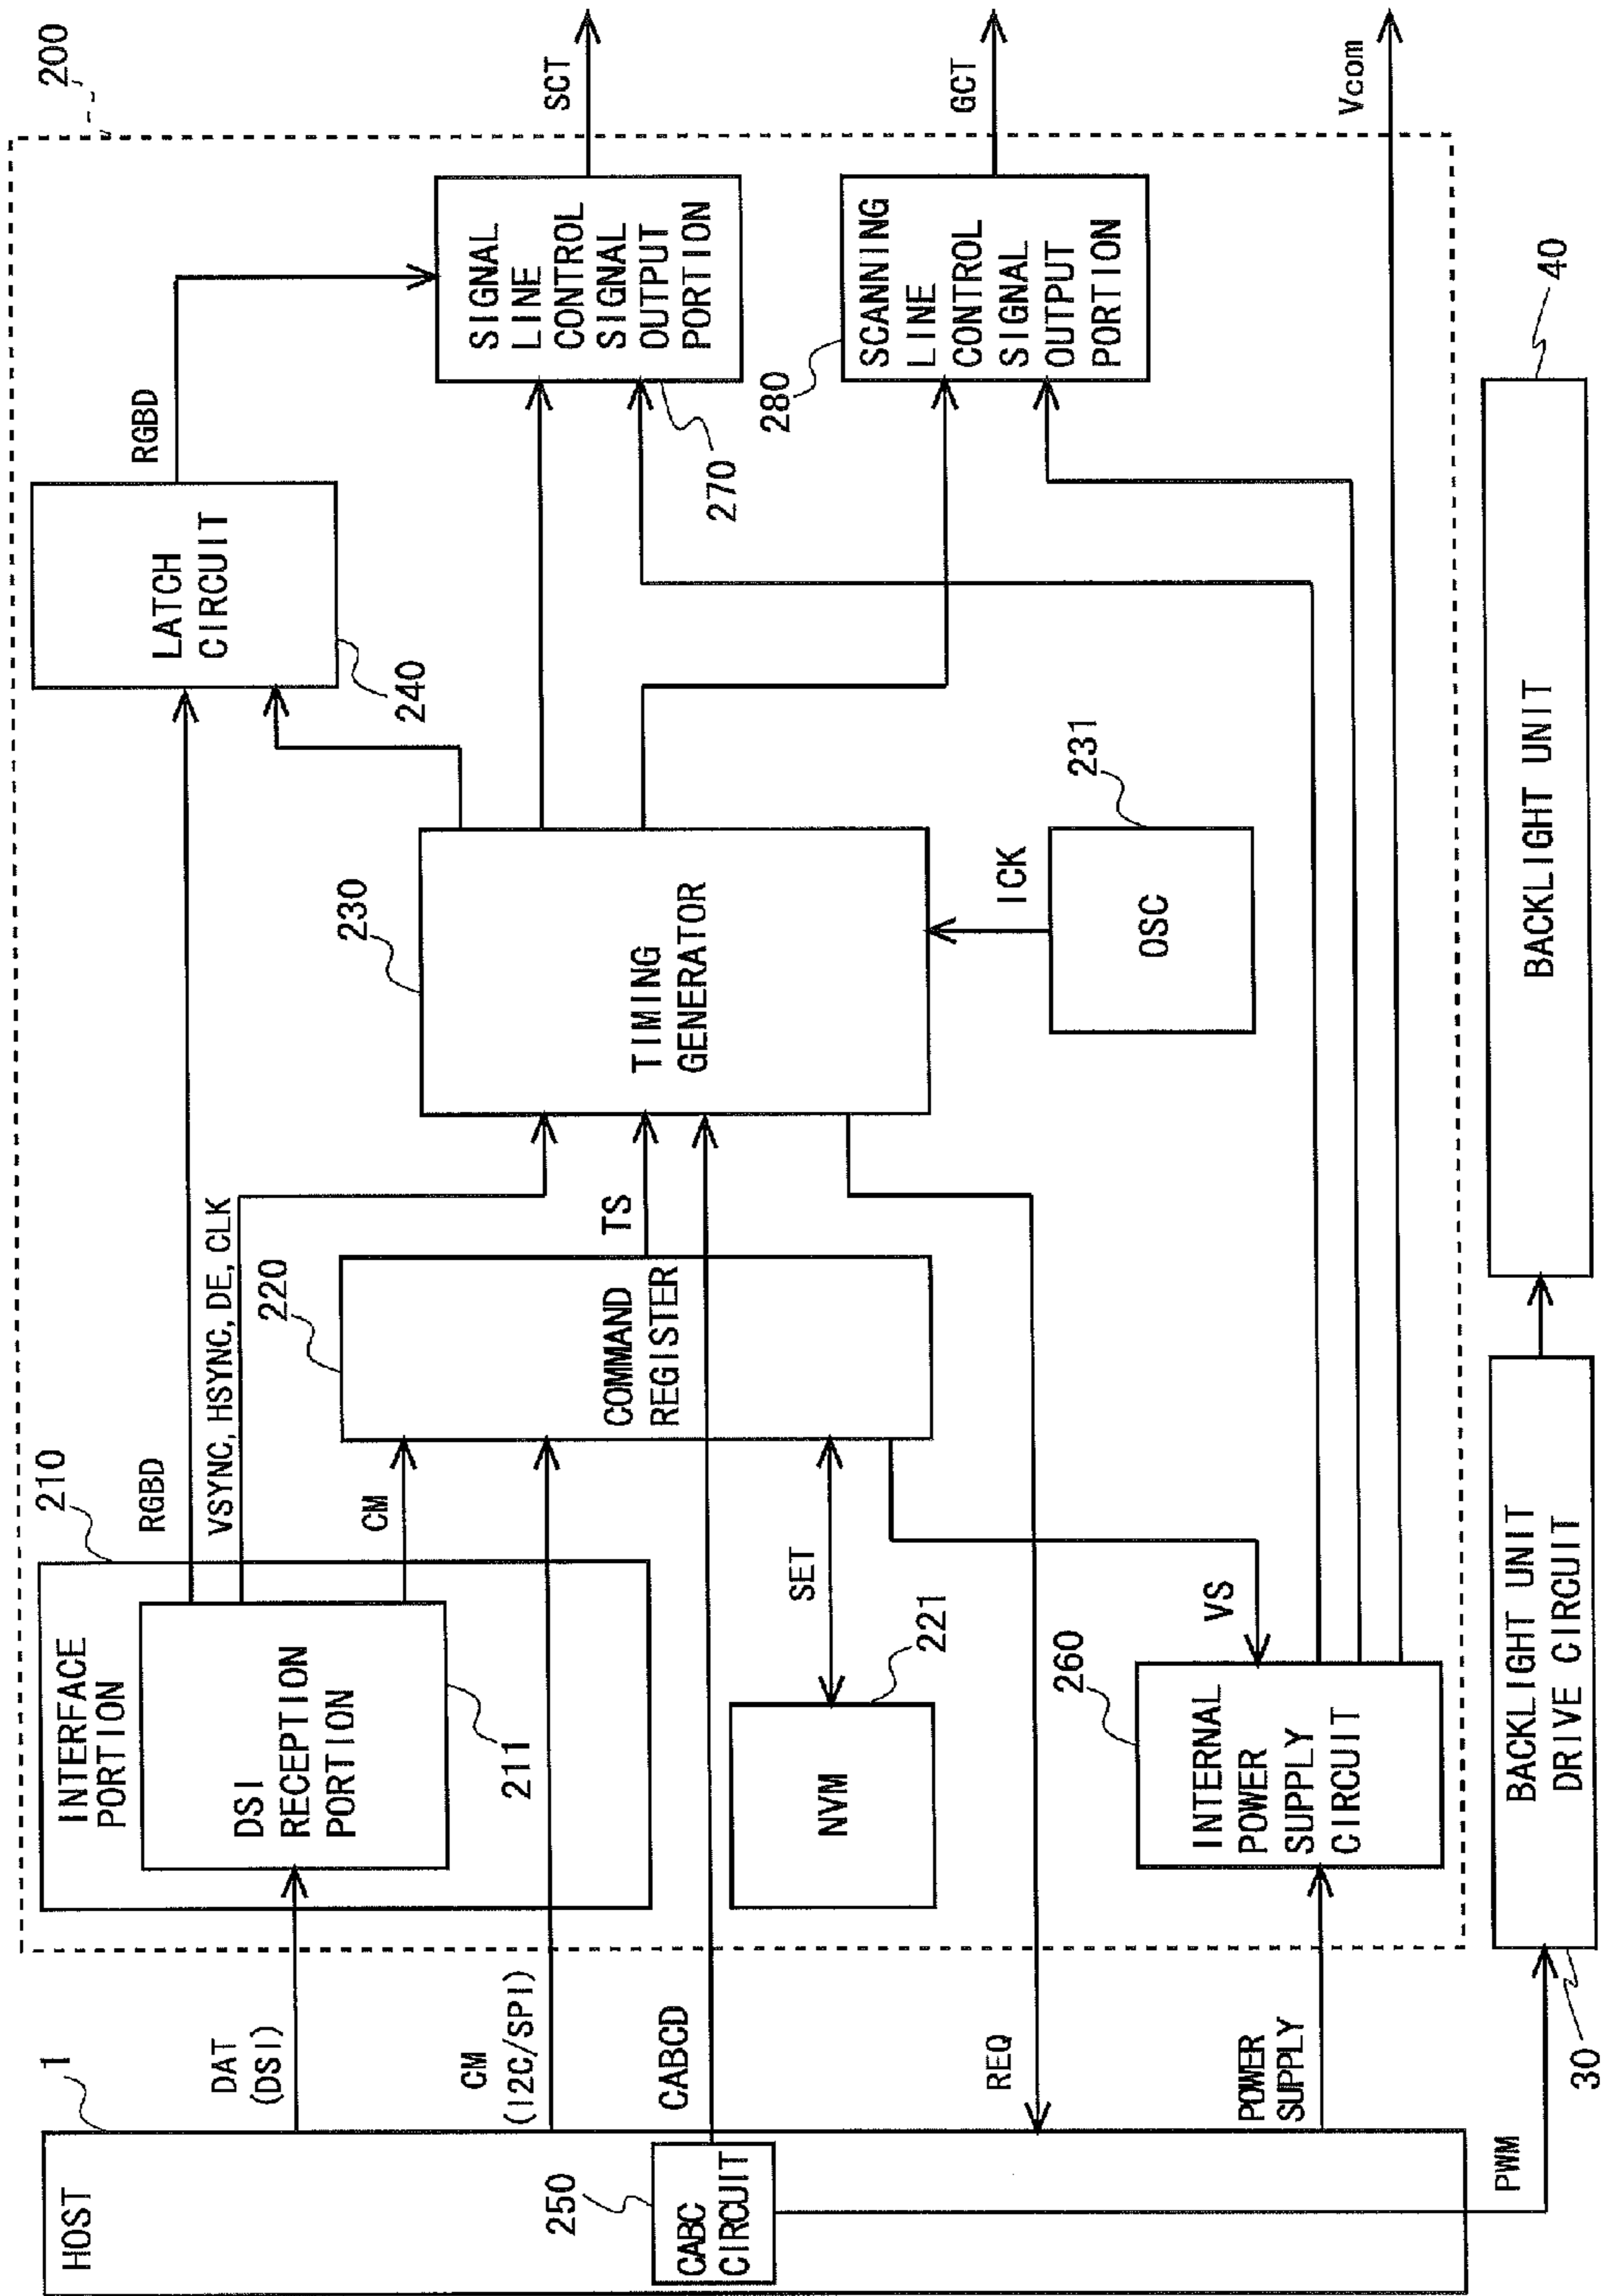 200
1
HOST
DAT
(DSI)
210
INTERFACE
PORTION
DSI
RECEPTION
PORTION
211
RGBD
VSYNC, HSYNC, DE, CLK
CM
LATCH
CIRCUIT
240
RGBD
SIGNAL
LINE
CONTROL
SIGNAL
OUTPUT
PORTION
270
SCT
CM
(I2C/SPI)
220
COMMAND
REGISTER
TS
230
TIMING
GENERATOR
250
CABC
CIRCUIT
CABCD
NVM
221
SET
ICK
OSC
231
280
SCANNING
LINE
CONTROL
SIGNAL
OUTPUT
PORTION
GCT
REQ
POWER
SUPPLY
260
INTERNAL
POWER
SUPPLY
CIRCUIT
VS
Vcom
PWM
30
BACKLIGHT UNIT
DRIVE CIRCUIT
BACKLIGHT UNIT
40